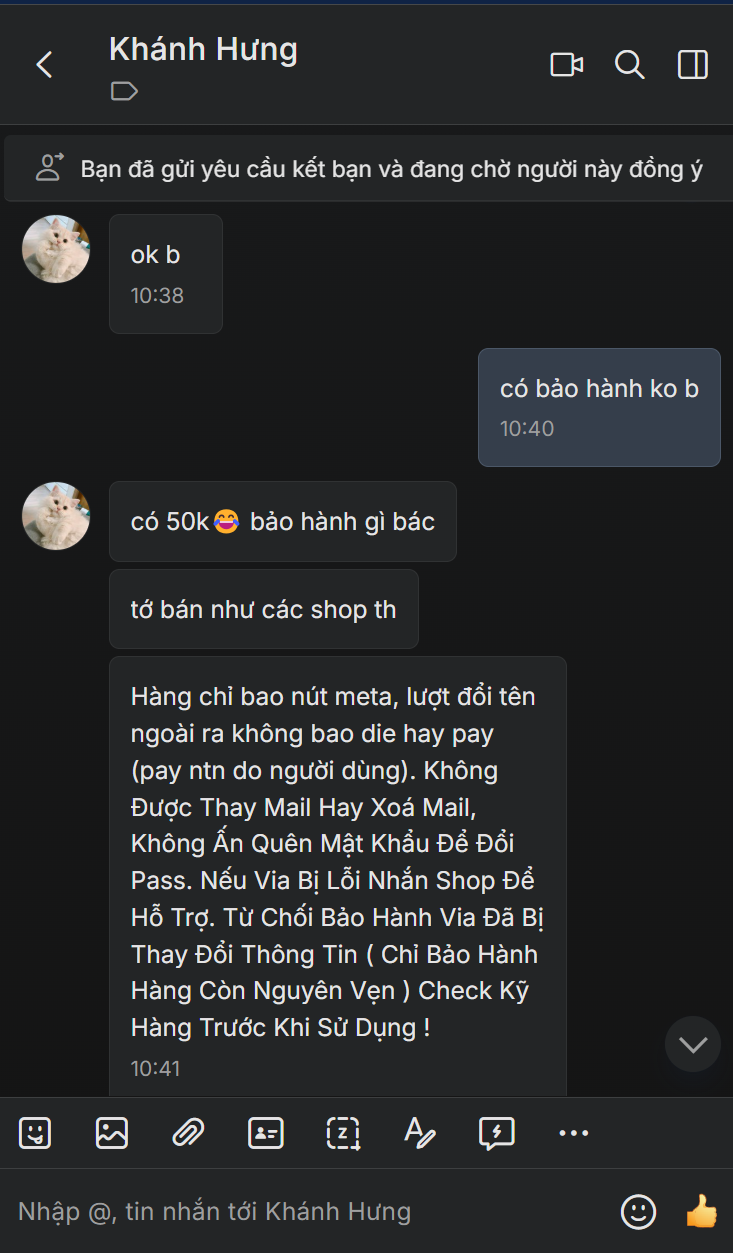 Khánh Hưng
Bạn đã gửi yêu cầu kết bạn và đang chờ người này đồng ý
ok b
10:38
có bảo hành ko b
10:40
có 50k😂 bảo hành gì bác
tớ bán như các shop th
Hàng chỉ bao nút meta, lượt đổi tên
ngoài ra không bao die hay pay
(pay ntn do người dùng). Không
Được Thay Mail Hay Xoá Mail,
Không Ấn Quên Mật Khẩu Để Đổi
Pass. Nếu Via Bị Lỗi Nhắn Shop Để
Hỗ Trợ. Từ Chối Bảo Hành Via Đã Bị
Thay Đổi Thông Tin ( Chỉ Bảo Hành
Hàng Còn Nguyên Vẹn ) Check Kỹ
Hàng Trước Khi Sử Dụng !
10:41
Nhập @, tin nhắn tới Khánh Hưng